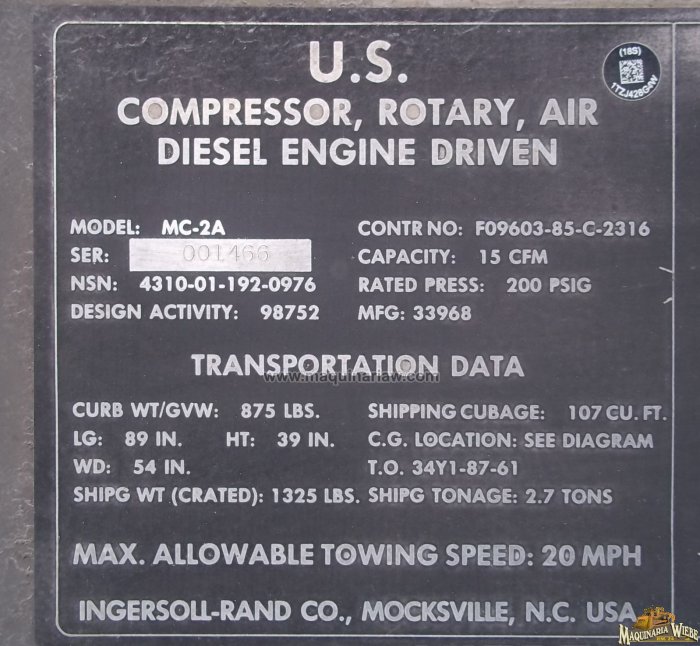 U.S.
(18S)
1TZJ428G4W
COMPRESSOR, ROTARY, AIR
DIESEL ENGINE DRIVEN
MODEL: MC-2A CONTR NO: F09603-85-C-2316
SER: 001466 CAPACITY: 15 CFM
NSN: 4310-01-192-0976 RATED PRESS: 200 PSIG
DESIGN ACTIVITY: 98752 MFG: 33968
TRANSPORTATION DATA
www.maquinariaw.com
CURB WT/GVW: 875 LBS. SHIPPING CUBAGE: 107 CU. FT.
LG: 89 IN. HT: 39 IN. C.G. LOCATION: SEE DIAGRAM
WD: 54 IN. T.O. 34Y1-87-61
SHIPG WT (CRATED): 1325 LBS. SHIPG TONAGE: 2.7 TONS
MAX. ALLOWABLE TOWING SPEED: 20 MPH
INGERSOLL-RAND CO., MOCKSVILLE, N.C. USA
MAQUINARIA WIEBE